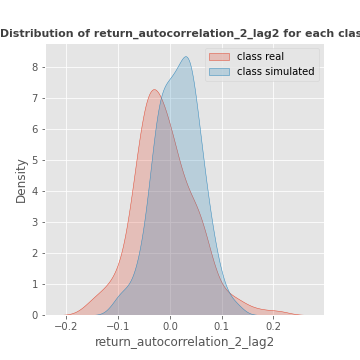 Distribution of return_autocorrelation_2_lag2 for each clas
class real
class simulated
8
7
6
5
4
3
2
1
0
Density
−0.2 −0.1 0.0 0.1 0.2
return_autocorrelation_2_lag2